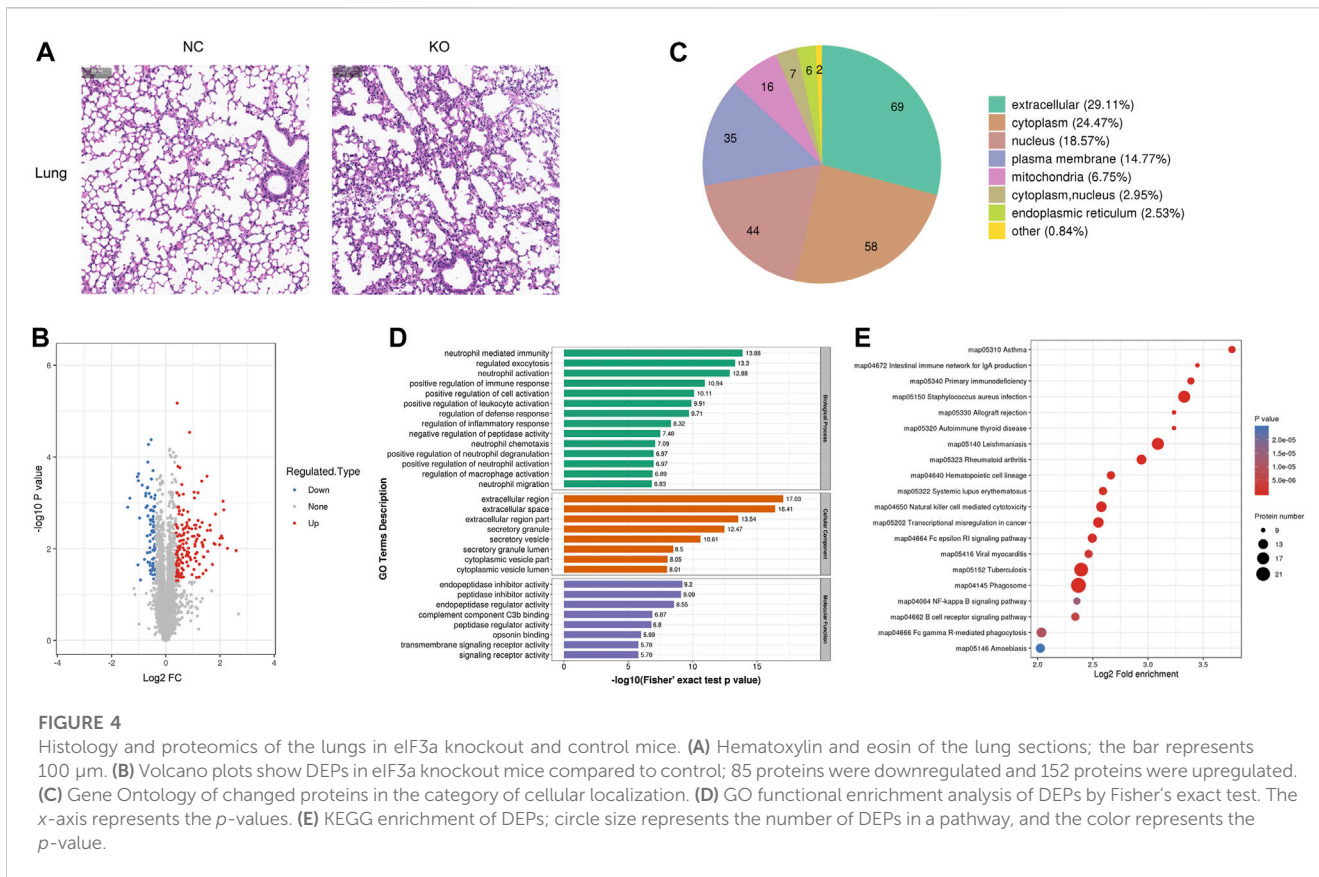 A
NC
KO
Lung
C
69
58
44
35
16
7
6
2
extracellular (29.11%)
cytoplasm (24.47%)
nucleus (18.57%)
plasma membrane (14.77%)
mitochondria (6.75%)
cytoplasm,nucleus (2.95%)
endoplasmic reticulum (2.53%)
other (0.84%)
B
-log10 P value
6
4
2
0
-4
-2
0
2
4
Log2 FC
Regulated.Type
Down
None
Up
D
GO Terms Description
neutrophil mediated immunity 13.88
regulated exocytosis 13.3
neutrophil activation 12.88
positive regulation of immune response 10.94
positive regulation of cell activation 10.11
positive regulation of leukocyte activation 9.91
regulation of defense response 9.71
regulation of inflammatory response 8.32
negative regulation of peptidase activity 7.48
neutrophil chemotaxis 7.09
positive regulation of neutrophil degranulation 6.97
positive regulation of neutrophil activation 6.97
regulation of macrophage activation 6.89
neutrophil migration 6.83
Biological Process
extracellular region 17.03
extracellular space 16.41
extracellular region part 13.54
secretory granule 12.47
secretory vesicle 10.61
secretory granule lumen 8.5
cytoplasmic vesicle part 8.05
cytoplasmic vesicle lumen 8.01
Cellular Component
endopeptidase inhibitor activity 9.2
peptidase inhibitor activity 9.09
endopeptidase regulator activity 8.55
complement component C3b binding 6.87
peptidase regulator activity 6.8
opsonin binding 5.99
transmembrane signaling receptor activity 5.78
signaling receptor activity 5.78
Molecular Function
0
5
10
15
-log10(Fisher' exact test p value)
E
map05310 Asthma
map04672 Intestinal immune network for IgA production
map05340 Primary immunodeficiency
map05150 Staphylococcus aureus infection
map05330 Allograft rejection
map05320 Autoimmune thyroid disease
map05140 Leishmaniasis
map05323 Rheumatoid arthritis
map04640 Hematopoietic cell lineage
map05322 Systemic lupus erythematosus
map04650 Natural killer cell mediated cytotoxicity
map05202 Transcriptional misregulation in cancer
map04664 Fc epsilon RI signaling pathway
map05416 Viral myocarditis
map05152 Tuberculosis
map04145 Phagosome
map04064 NF-kappa B signaling pathway
map04662 B cell receptor signaling pathway
map04666 Fc gamma R-mediated phagocytosis
map05146 Amoebiasis
2.0
2.5
3.0
3.5
Log2 Fold enrichment
P value
2.0e-05
1.0e-05
5.0e-06
Protein number
9
13
17
21
FIGURE 4
Histology and proteomics of the lungs in eIF3a knockout and control mice. (A) Hematoxylin and eosin of the lung sections; the bar represents
100 µm. (B) Volcano plots show DEPs in eIF3a knockout mice compared to control; 85 proteins were downregulated and 152 proteins were upregulated.
(C) Gene Ontology of changed proteins in the category of cellular localization. (D) GO functional enrichment analysis of DEPs by Fisher's exact test. The
x-axis represents the p-values. (E) KEGG enrichment of DEPs; circle size represents the number of DEPs in a pathway, and the color represents the
p-value.